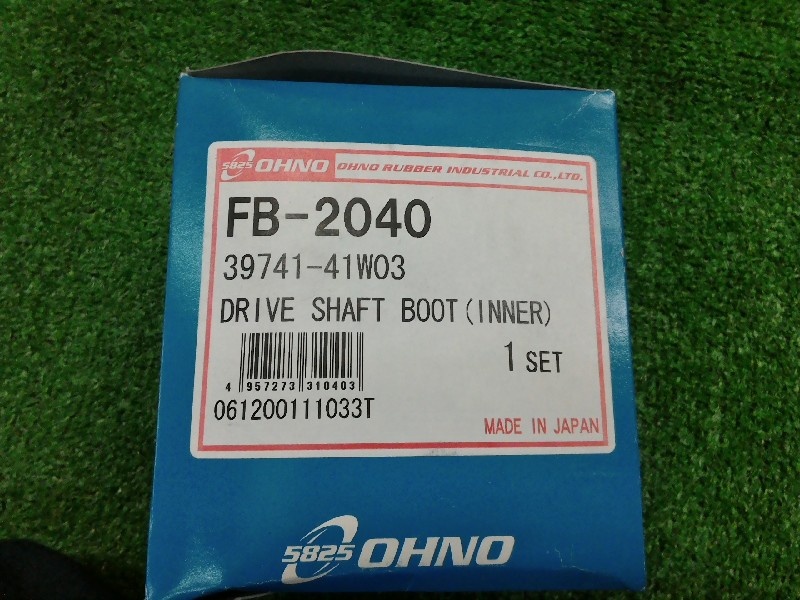 5825 OHNO OHNO RUBBER INDUSTRIAL CO.,LTD.
FB-2040
39741-41W03
DRIVE SHAFT BOOT(INNER)
1 SET
4 957273 310403
061200111033T
MADE IN JAPAN
5825 OHNO